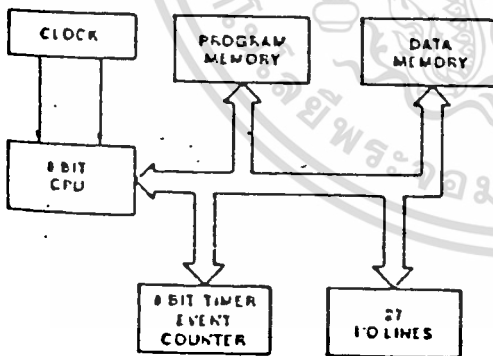 CLOCK
PROGRAM
MEMORY
DATA
MEMORY
8 BIT
CPU
8 BIT TIMER
EVENT
COUNTER
27
I/O LINES